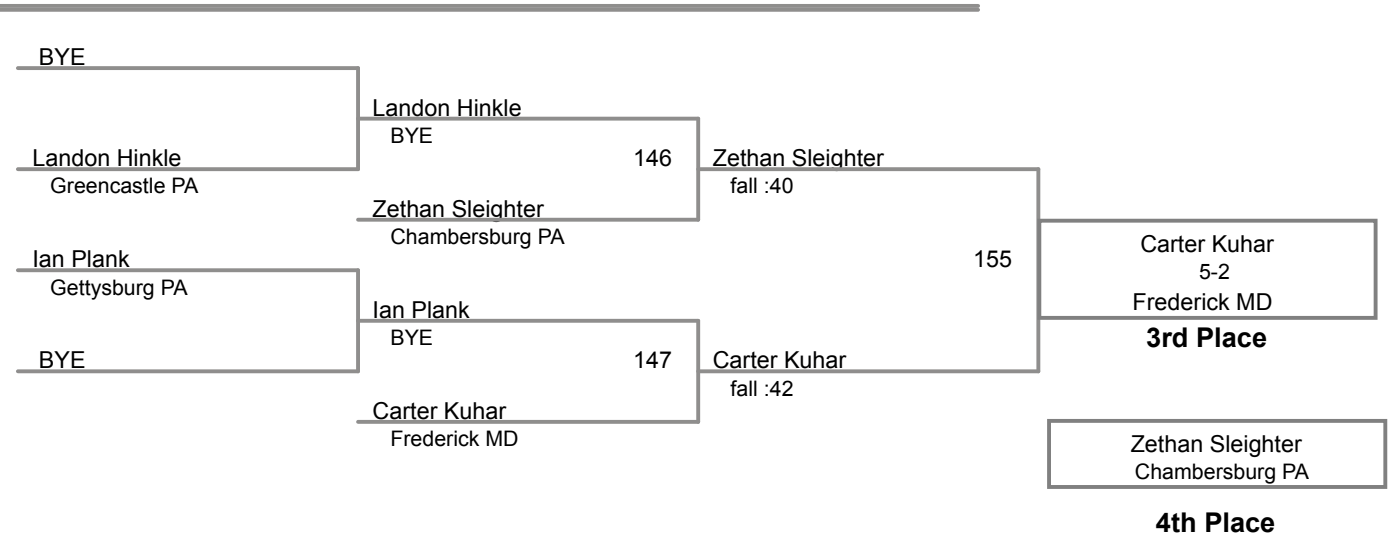 BYE
Landon Hinkle
BYE
Landon Hinkle
Greencastle PA
146
Zethan Sleighter
fall :40
Zethan Sleighter
Chambersburg PA
Ian Plank
Gettysburg PA
155
Carter Kuhar
5-2
Frederick MD
3rd Place
Ian Plank
BYE
BYE
147
Carter Kuhar
fall :42
Carter Kuhar
Frederick MD
Zethan Sleighter
Chambersburg PA
4th Place